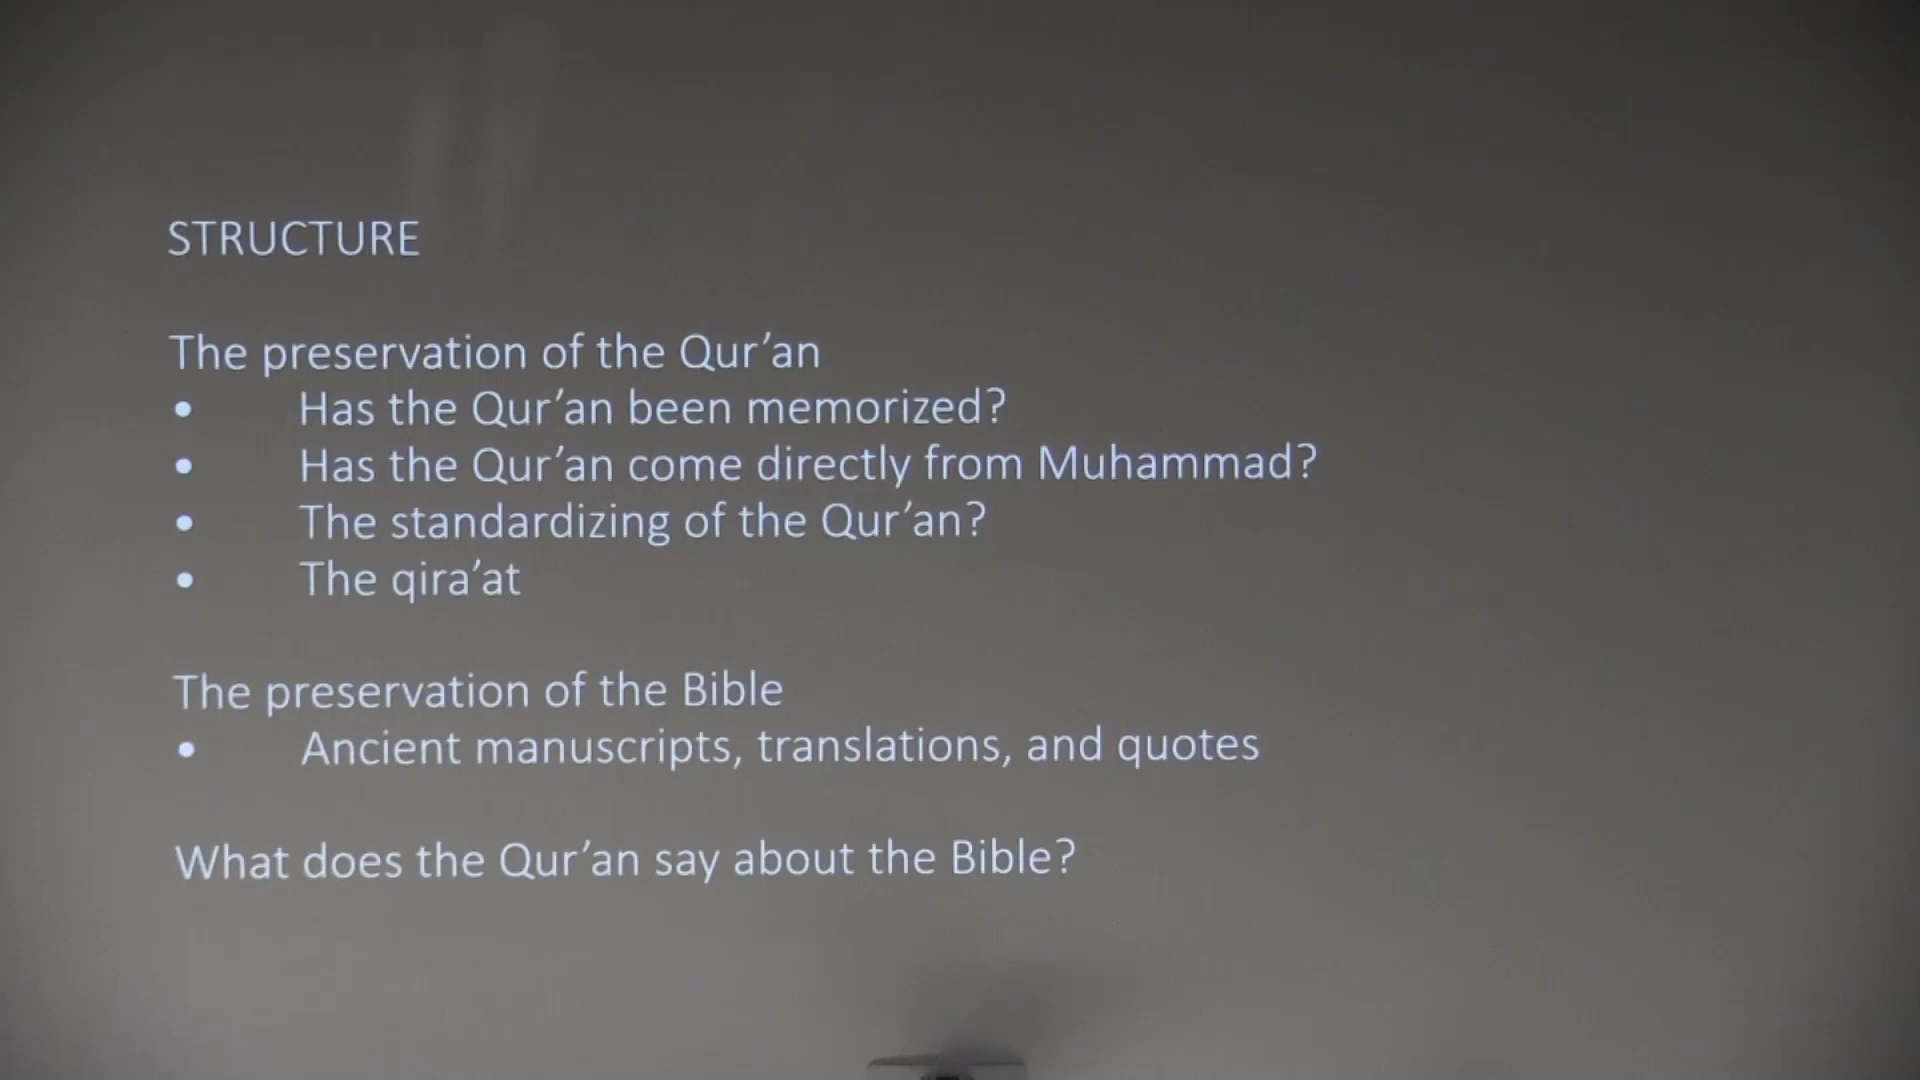 STRUCTURE
The preservation of the Qur’an
• Has the Qur’an been memorized?
• Has the Qur’an come directly from Muhammad?
• The standardizing of the Qur’an?
• The qira’at
The preservation of the Bible
• Ancient manuscripts, translations, and quotes
What does the Qur’an say about the Bible?